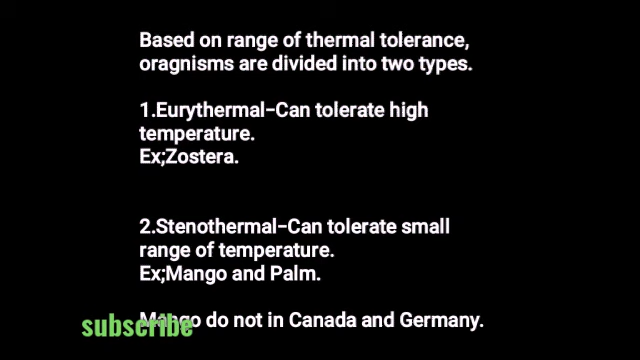 Based on range of thermal tolerance,
oragnisms are divided into two types.
1.Eurythermal-Can tolerate high
temperature.
Ex;Zostera.
2.Stenothermal-Can tolerate small
range of temperature.
Ex;Mango and Palm.
Mango do not in Canada and Germany.
subscribe